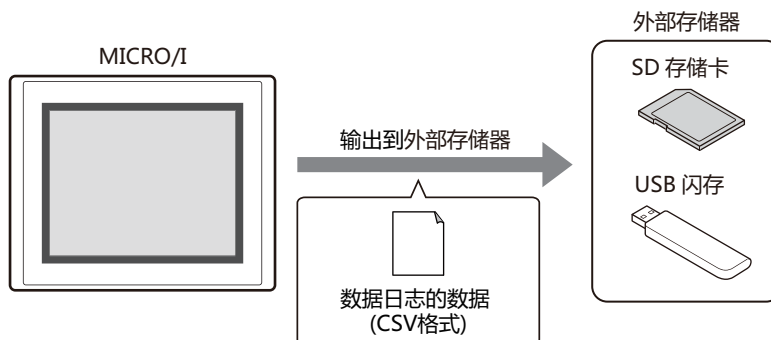 外部存储器
MICRO/I
SD 存储卡
输出到外部存储器
USB 闪存
数据日志的数据
(CSV格式)